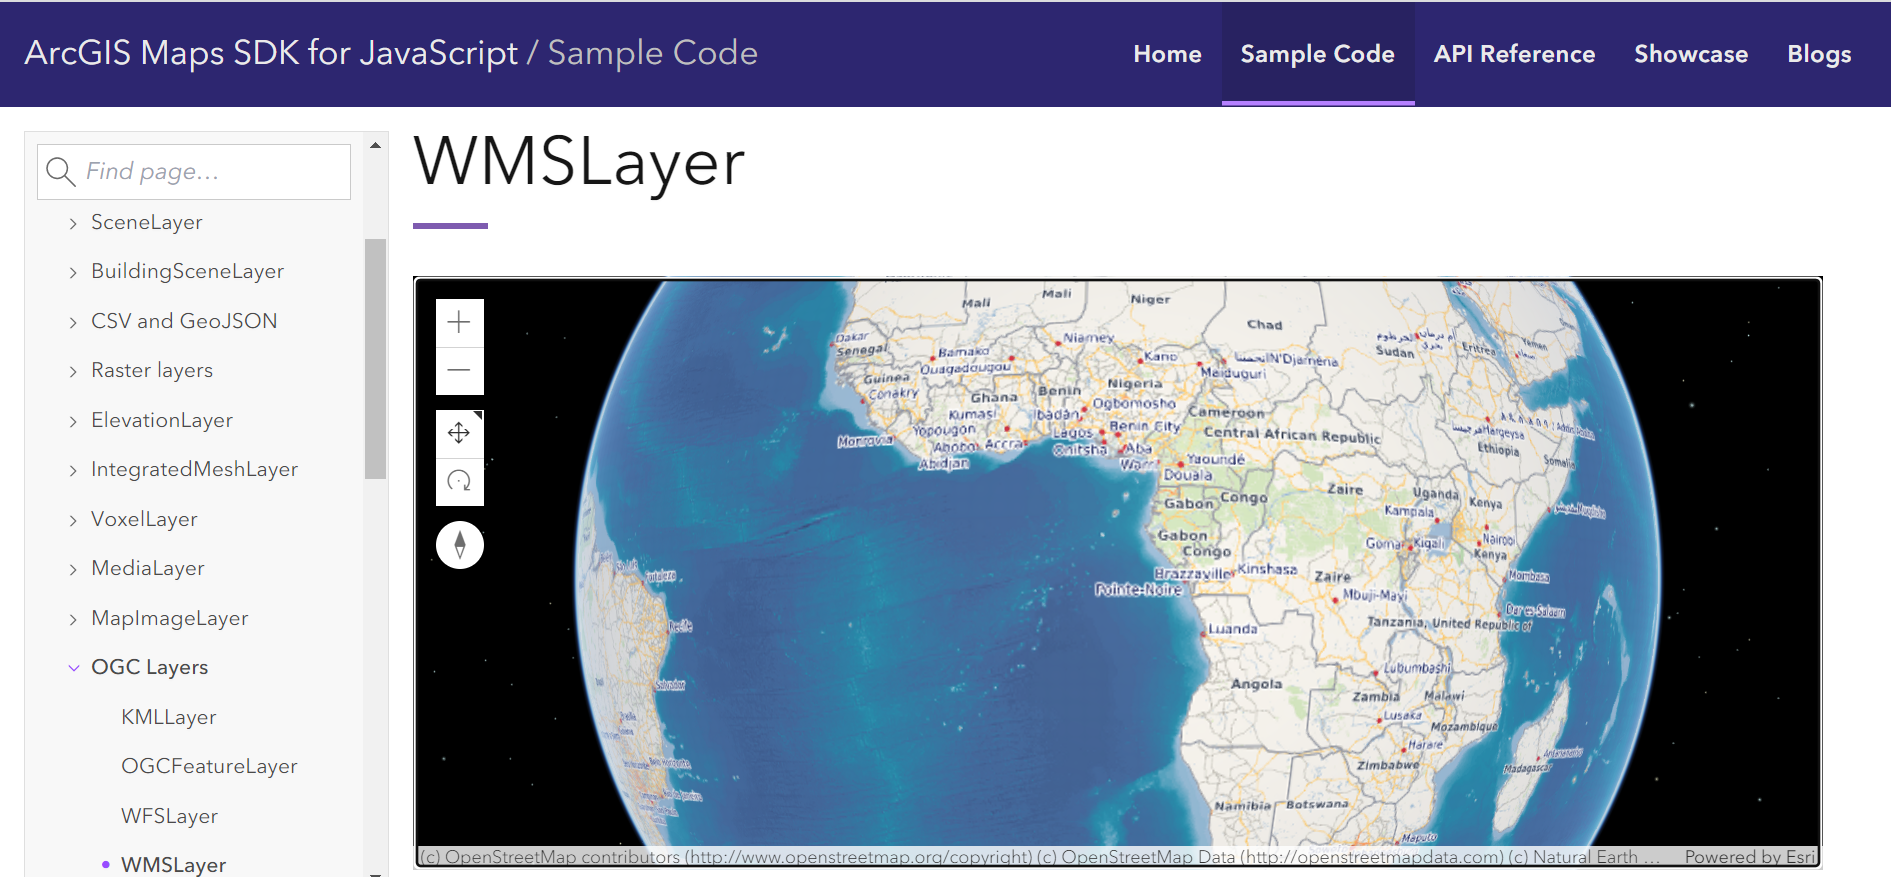 ArcGIS Maps SDK for JavaScript / Sample Code
Home Sample Code API Reference Showcase Blogs
Find page...
SceneLayer
BuildingSceneLayer
CSV and GeoJSON
Raster layers
ElevationLayer
IntegratedMeshLayer
VoxelLayer
MediaLayer
MapImageLayer
OGC Layers
KMLLayer
OGCFeatureLayer
WFSLayer
WMSLayer
WMSLayer
Mali
Mali
Niger
Chad
Dakar
Senegal
Bamako
Niamey
Ouagadougou
Kano
N'Djamena
Maiduguri
Sudan
Eritrea
Yemen
Guinea
Conakry
Ghana
Benin
Nigeria
Kumasi
Ibadan
Ogbomosho
Cameroon
Yopougon
Lagos
Benin City
Central African Republic
Monrovia
Abobo
Accra
Onitsha
Aba
Warri
Abidjan
Yaoundé
Douala
Hargeysa
Ethiopia
Somalia
Gabon
Congo
Zaire
Uganda
Kenya
Kampala
Gabon
Congo
Goma
Kigali
Nairobi
Kenya
Brazzaville
Kinshasa
Zaire
Mombasa
Pointe-Noire
Mbuji-Mayi
Dar es-Salaam
Fortaleza
Recife
Luanda
Tanzania, United Republic of
Lubumbashi
Salvador
Angola
Zambia
Malawi
Lusaka
Mozambique
Harare
Antananarivo
Madagascar
Zimbabwe
Namibia
Botswana
Maputo
(c) OpenStreetMap contributors (http://www.openstreetmap.org/copyright) (c) OpenStreetMap Data (http://openstreetmapdata.com) (c) Natural Earth ... Powered by Esri